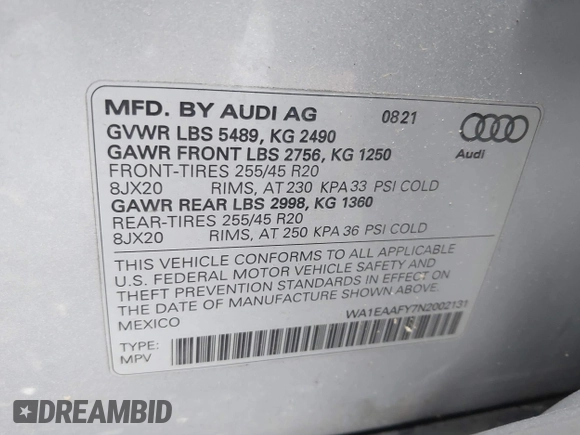 MFD. BY AUDI AG 0821
GVWR LBS 5489, KG 2490
GAWR FRONT LBS 2756, KG 1250 Audi
FRONT-TIRES 255/45 R20
8JX20 RIMS, AT 230 KPA 33 PSI COLD
GAWR REAR LBS 2998, KG 1360
REAR-TIRES 255/45 R20
8JX20 RIMS, AT 250 KPA 36 PSI COLD
THIS VEHICLE CONFORMS TO ALL APPLICABLE
U.S. FEDERAL MOTOR VEHICLE SAFETY AND
THEFT PREVENTION STANDARDS IN EFFECT ON
THE DATE OF MANUFACTURE SHOWN ABOVE.
MEXICO
WA1EAAFY7N2002131
TYPE:
MPV
DREAMBID